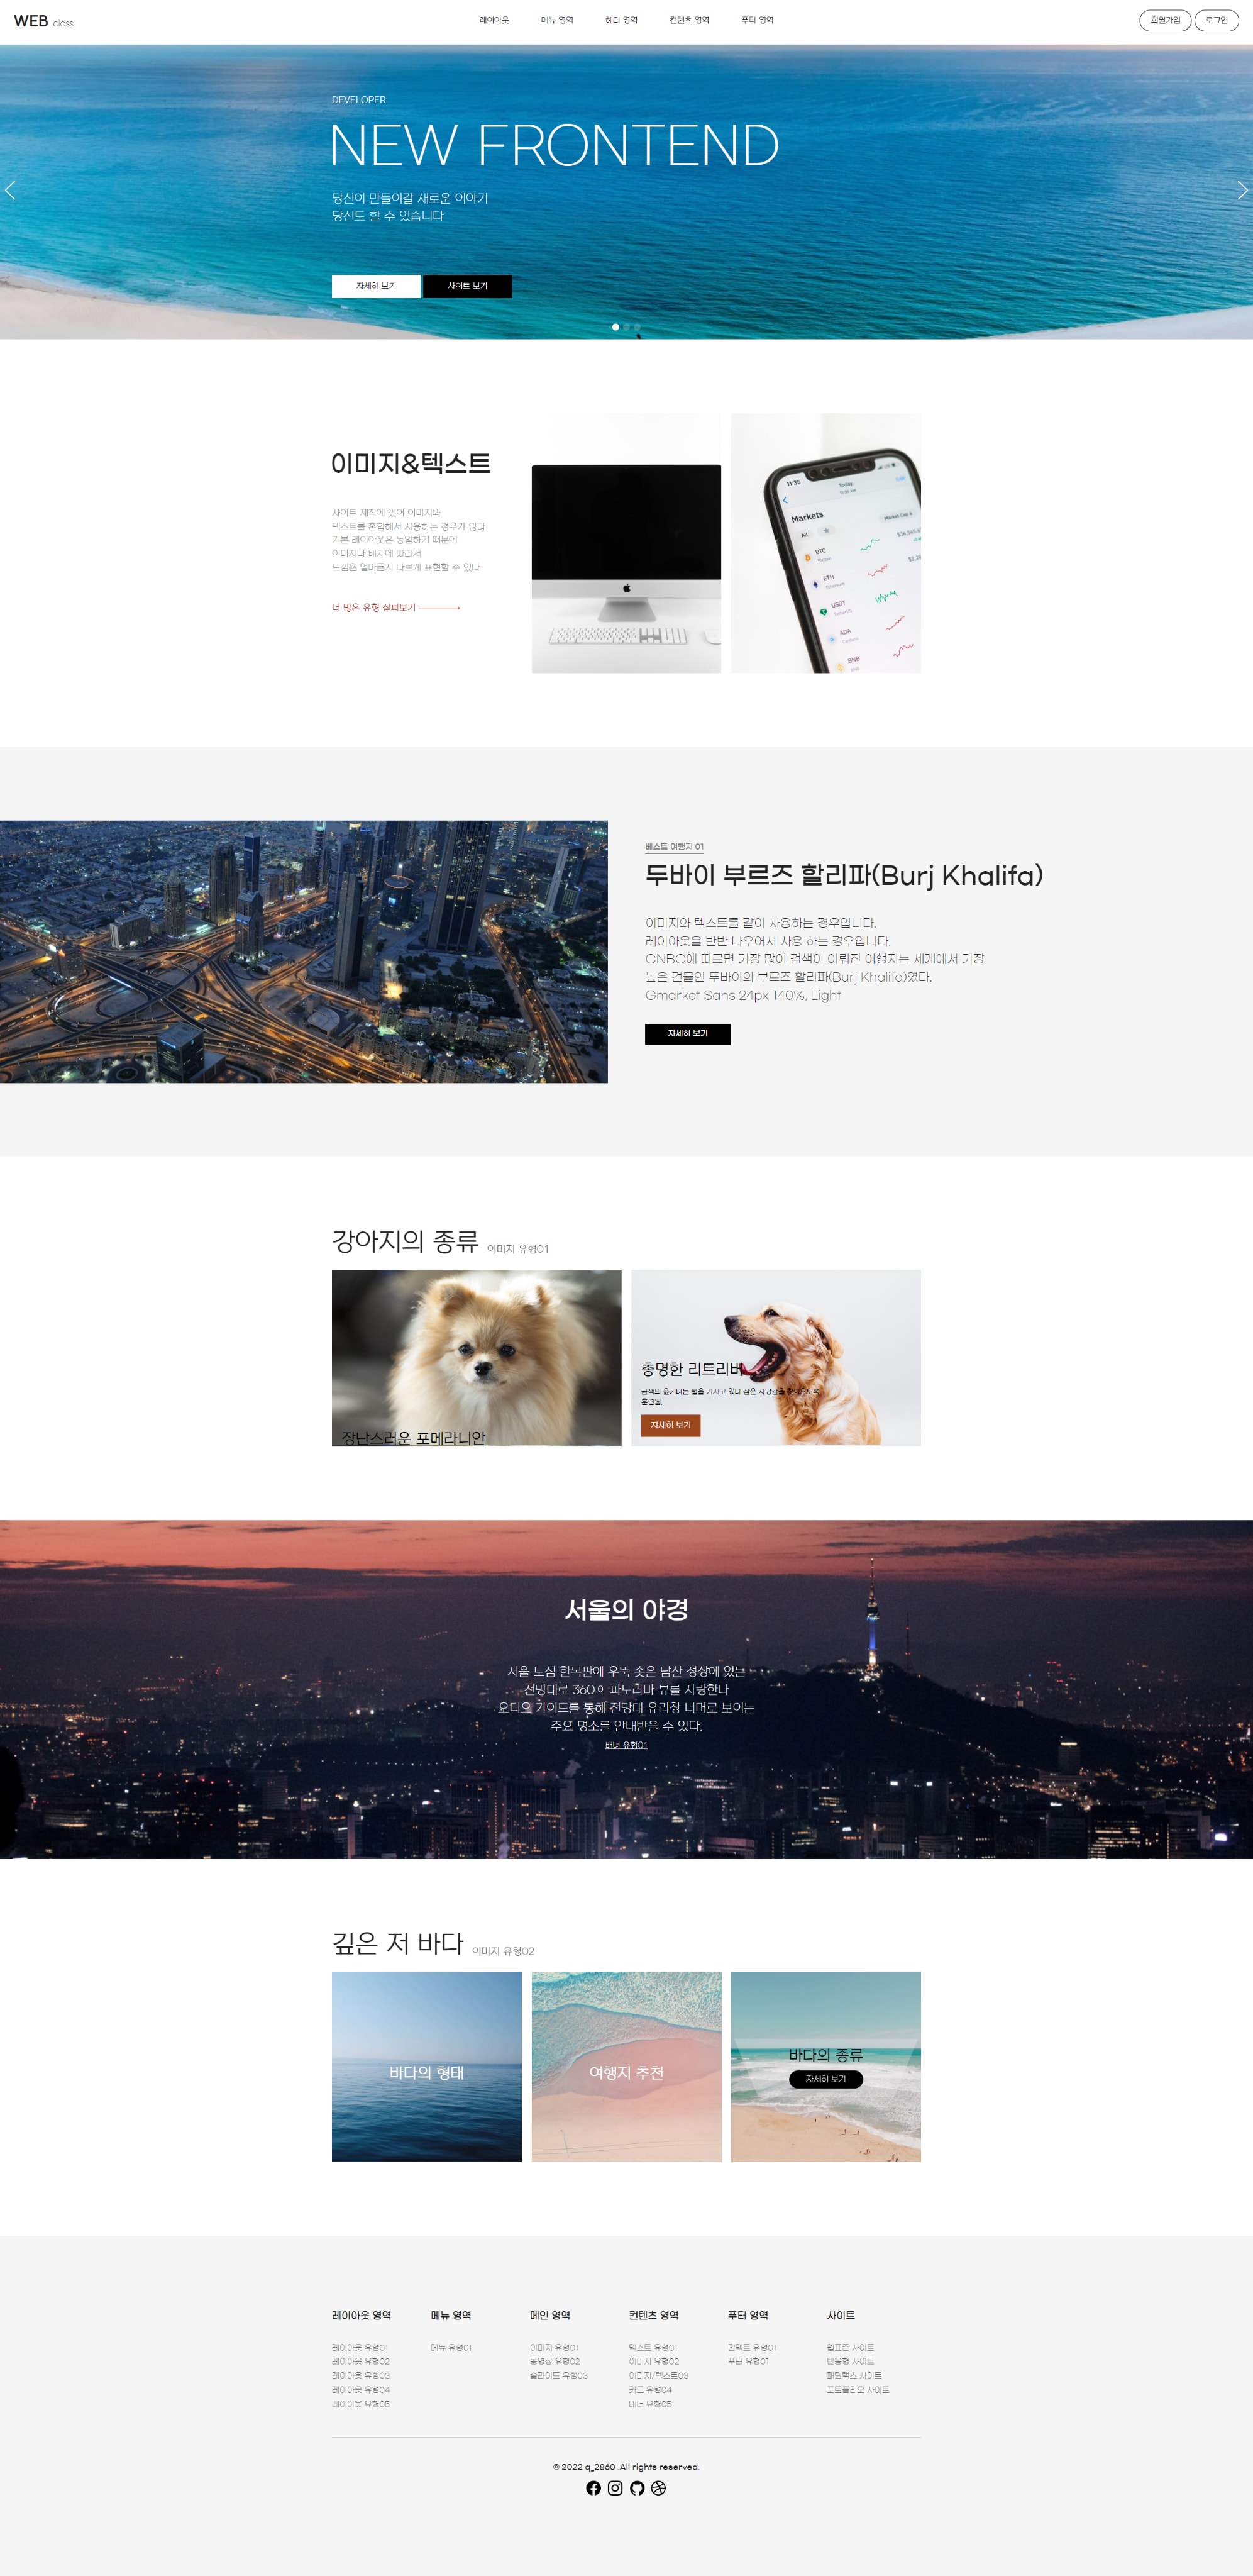 WEB class
레이아웃
메뉴 영역
헤더 영역
컨텐츠 영역
푸터 영역
회원가입
로그인
DEVELOPER
NEW FRONTEND
당신이 만들어갈 새로운 이야기
당신도 할 수 있습니다
자세히 보기
사이트 보기
이미지&텍스트
사이트 제작에 있어 이미지와
텍스트를 혼합해서 사용하는 경우가 많다.
기본 레이아웃은 동일하기 때문에
이미지나 배치에 따라서
느낌은 얼마든지 다르게 표현할 수 있다
더 많은 유형 살펴보기
11:35
Today
Edit
Markets
Market Cap
All
BTC
Bitcoin
ETH
Ethereum
USDT
ADA
BNB
베스트 여행지 01
두바이 부르즈 할리파(Burj Khalifa)
이미지와 텍스트를 같이 사용하는 경우입니다.
레이아웃을 반반 나우어서 사용 하는 경우입니다.
CNBC에 따르면 가장 많이 검색이 이뤄진 여행지는 세계에서 가장
높은 건물인 두바이의 부르즈 할리파(Burj Khalifa)였다.
Gmarket Sans 24px 140%, Light
자세히 보기
강아지의 종류 이미지 유형01
장난스러운 포메라니안
총명한 리트리버
금색의 윤기나는 털을 가지고 있다 잡은 사냥감을 찾아오도록
훈련됨.
자세히 보기
서울의 야경
서울 도심 한복판에 우뚝 솟은 남산 정상에 있는
전망대로 360º 파노라마 뷰를 자랑한다
오디오 가이드를 통해 전망대 유리창 너머로 보이는
주요 명소를 안내받을 수 있다.
배너 유형01
깊은 저 바다 이미지 유형02
바다의 형태
여행지 추천
바다의 종류
자세히 보기
레이아웃 영역
레이아웃 유형01
레이아웃 유형02
레이아웃 유형03
레이아웃 유형04
레이아웃 유형05
메뉴 영역
메뉴 유형01
메인 영역
이미지 유형01
동영상 유형02
슬라이드 유형03
컨텐츠 영역
텍스트 유형01
이미지 유형02
이미지/텍스트03
카드 유형04
배너 유형05
푸터 영역
컨택트 유형01
푸터 유형01
사이트
웹표준 사이트
반응형 사이트
패럴랙스 사이트
포트폴리오 사이트
© 2022 q_2860 .All rights reserved.